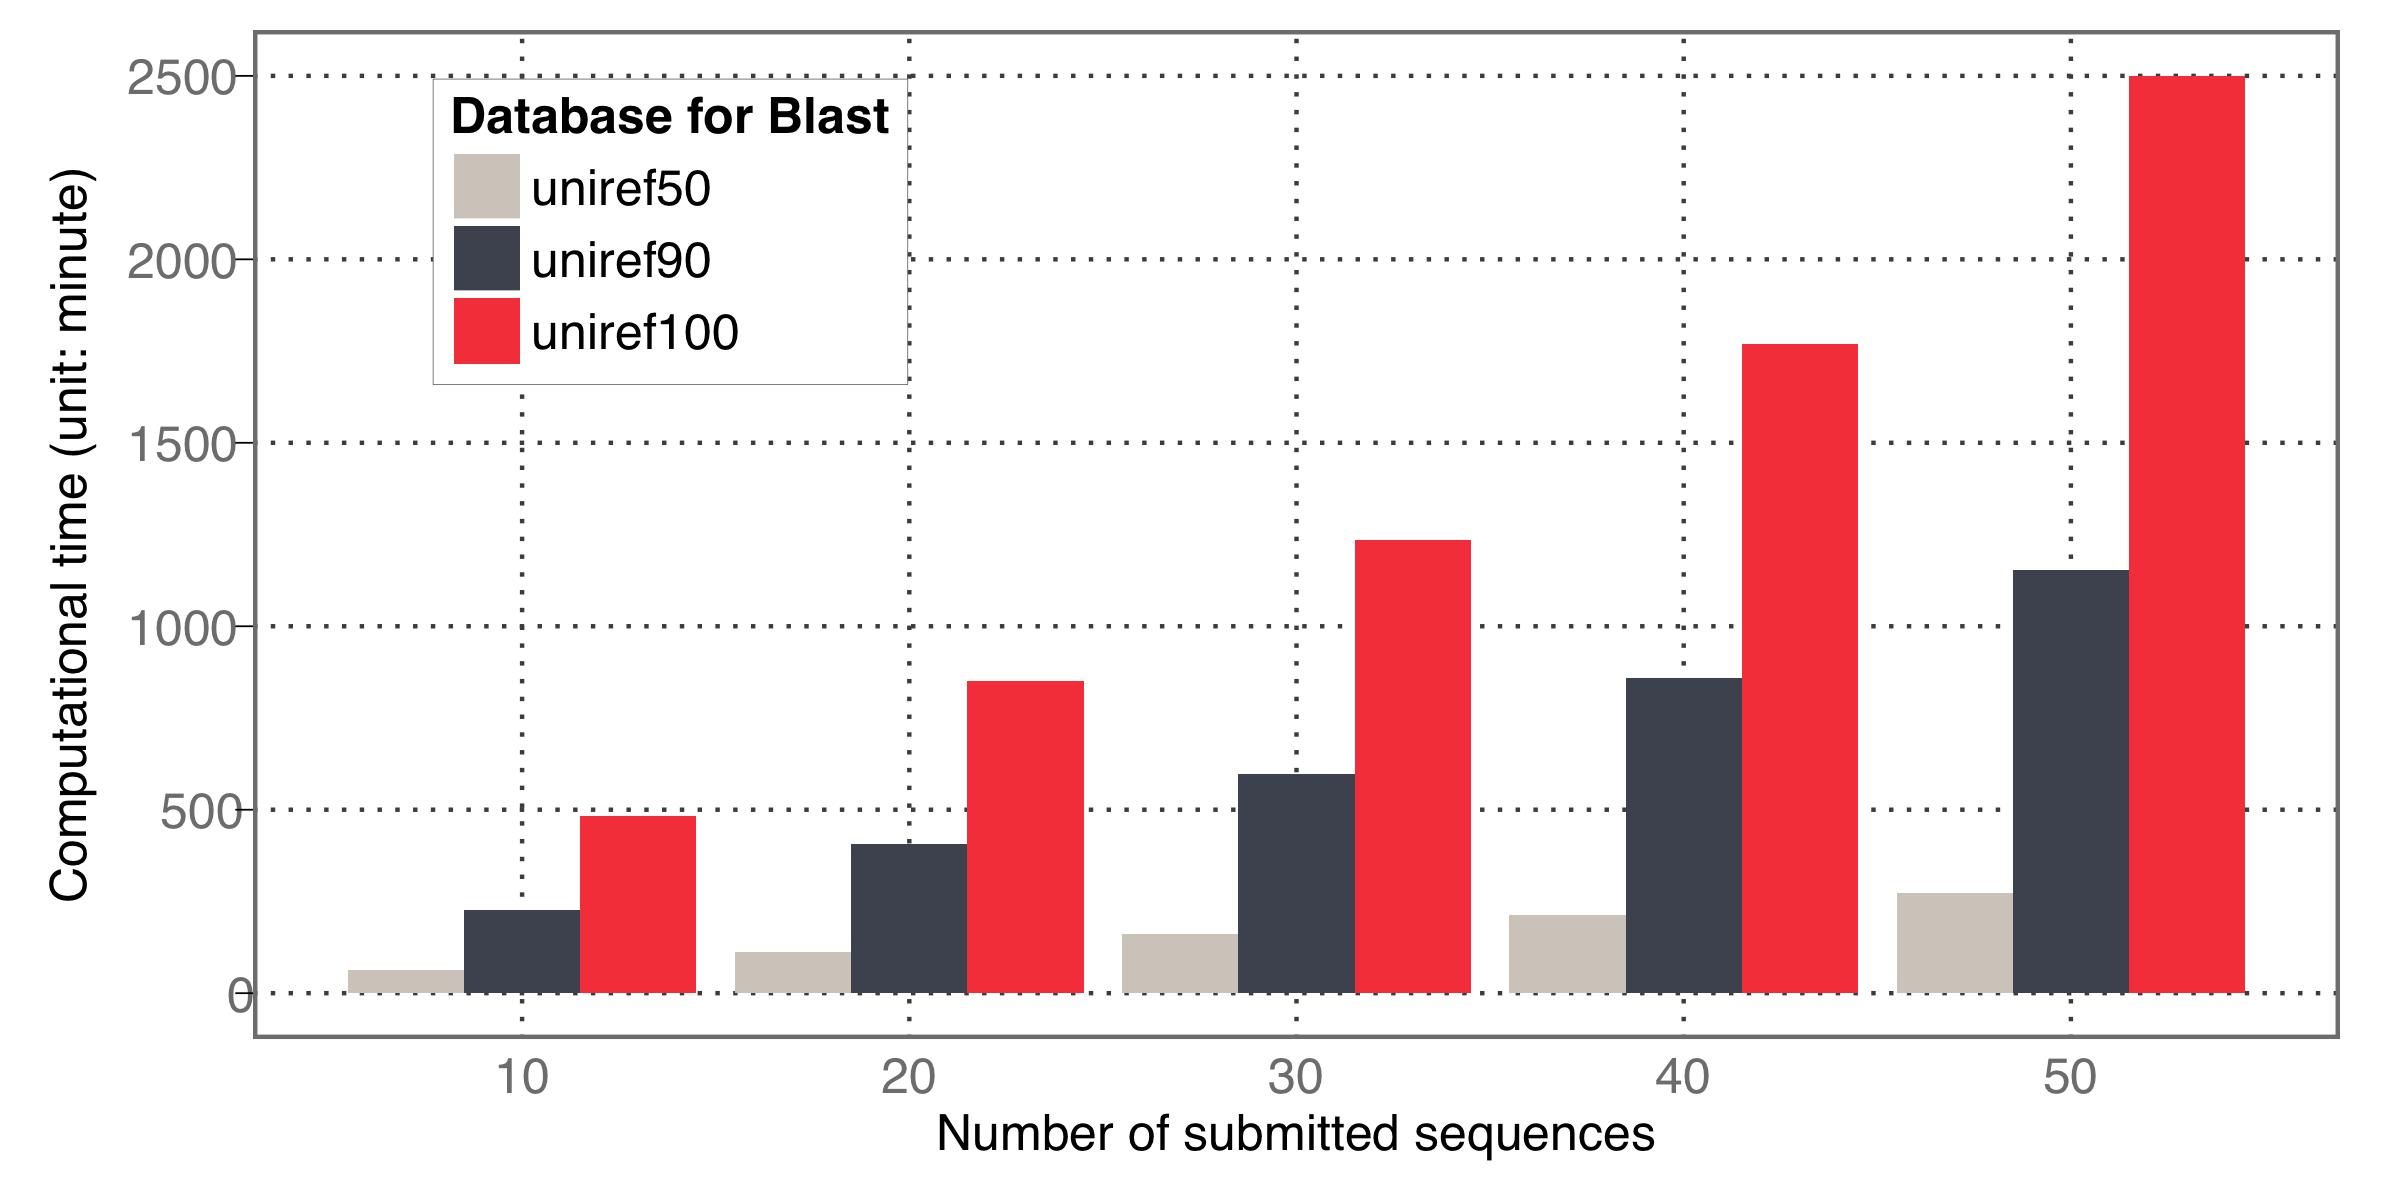 Computational time (unit: minute)
2500
2000
1500
1000
500
0
Database for Blast
uniref50
uniref90
uniref100
10 20 30 40 50
Number of submitted sequences